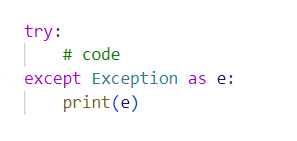 try:
    # code
except Exception as e:
    print(e)